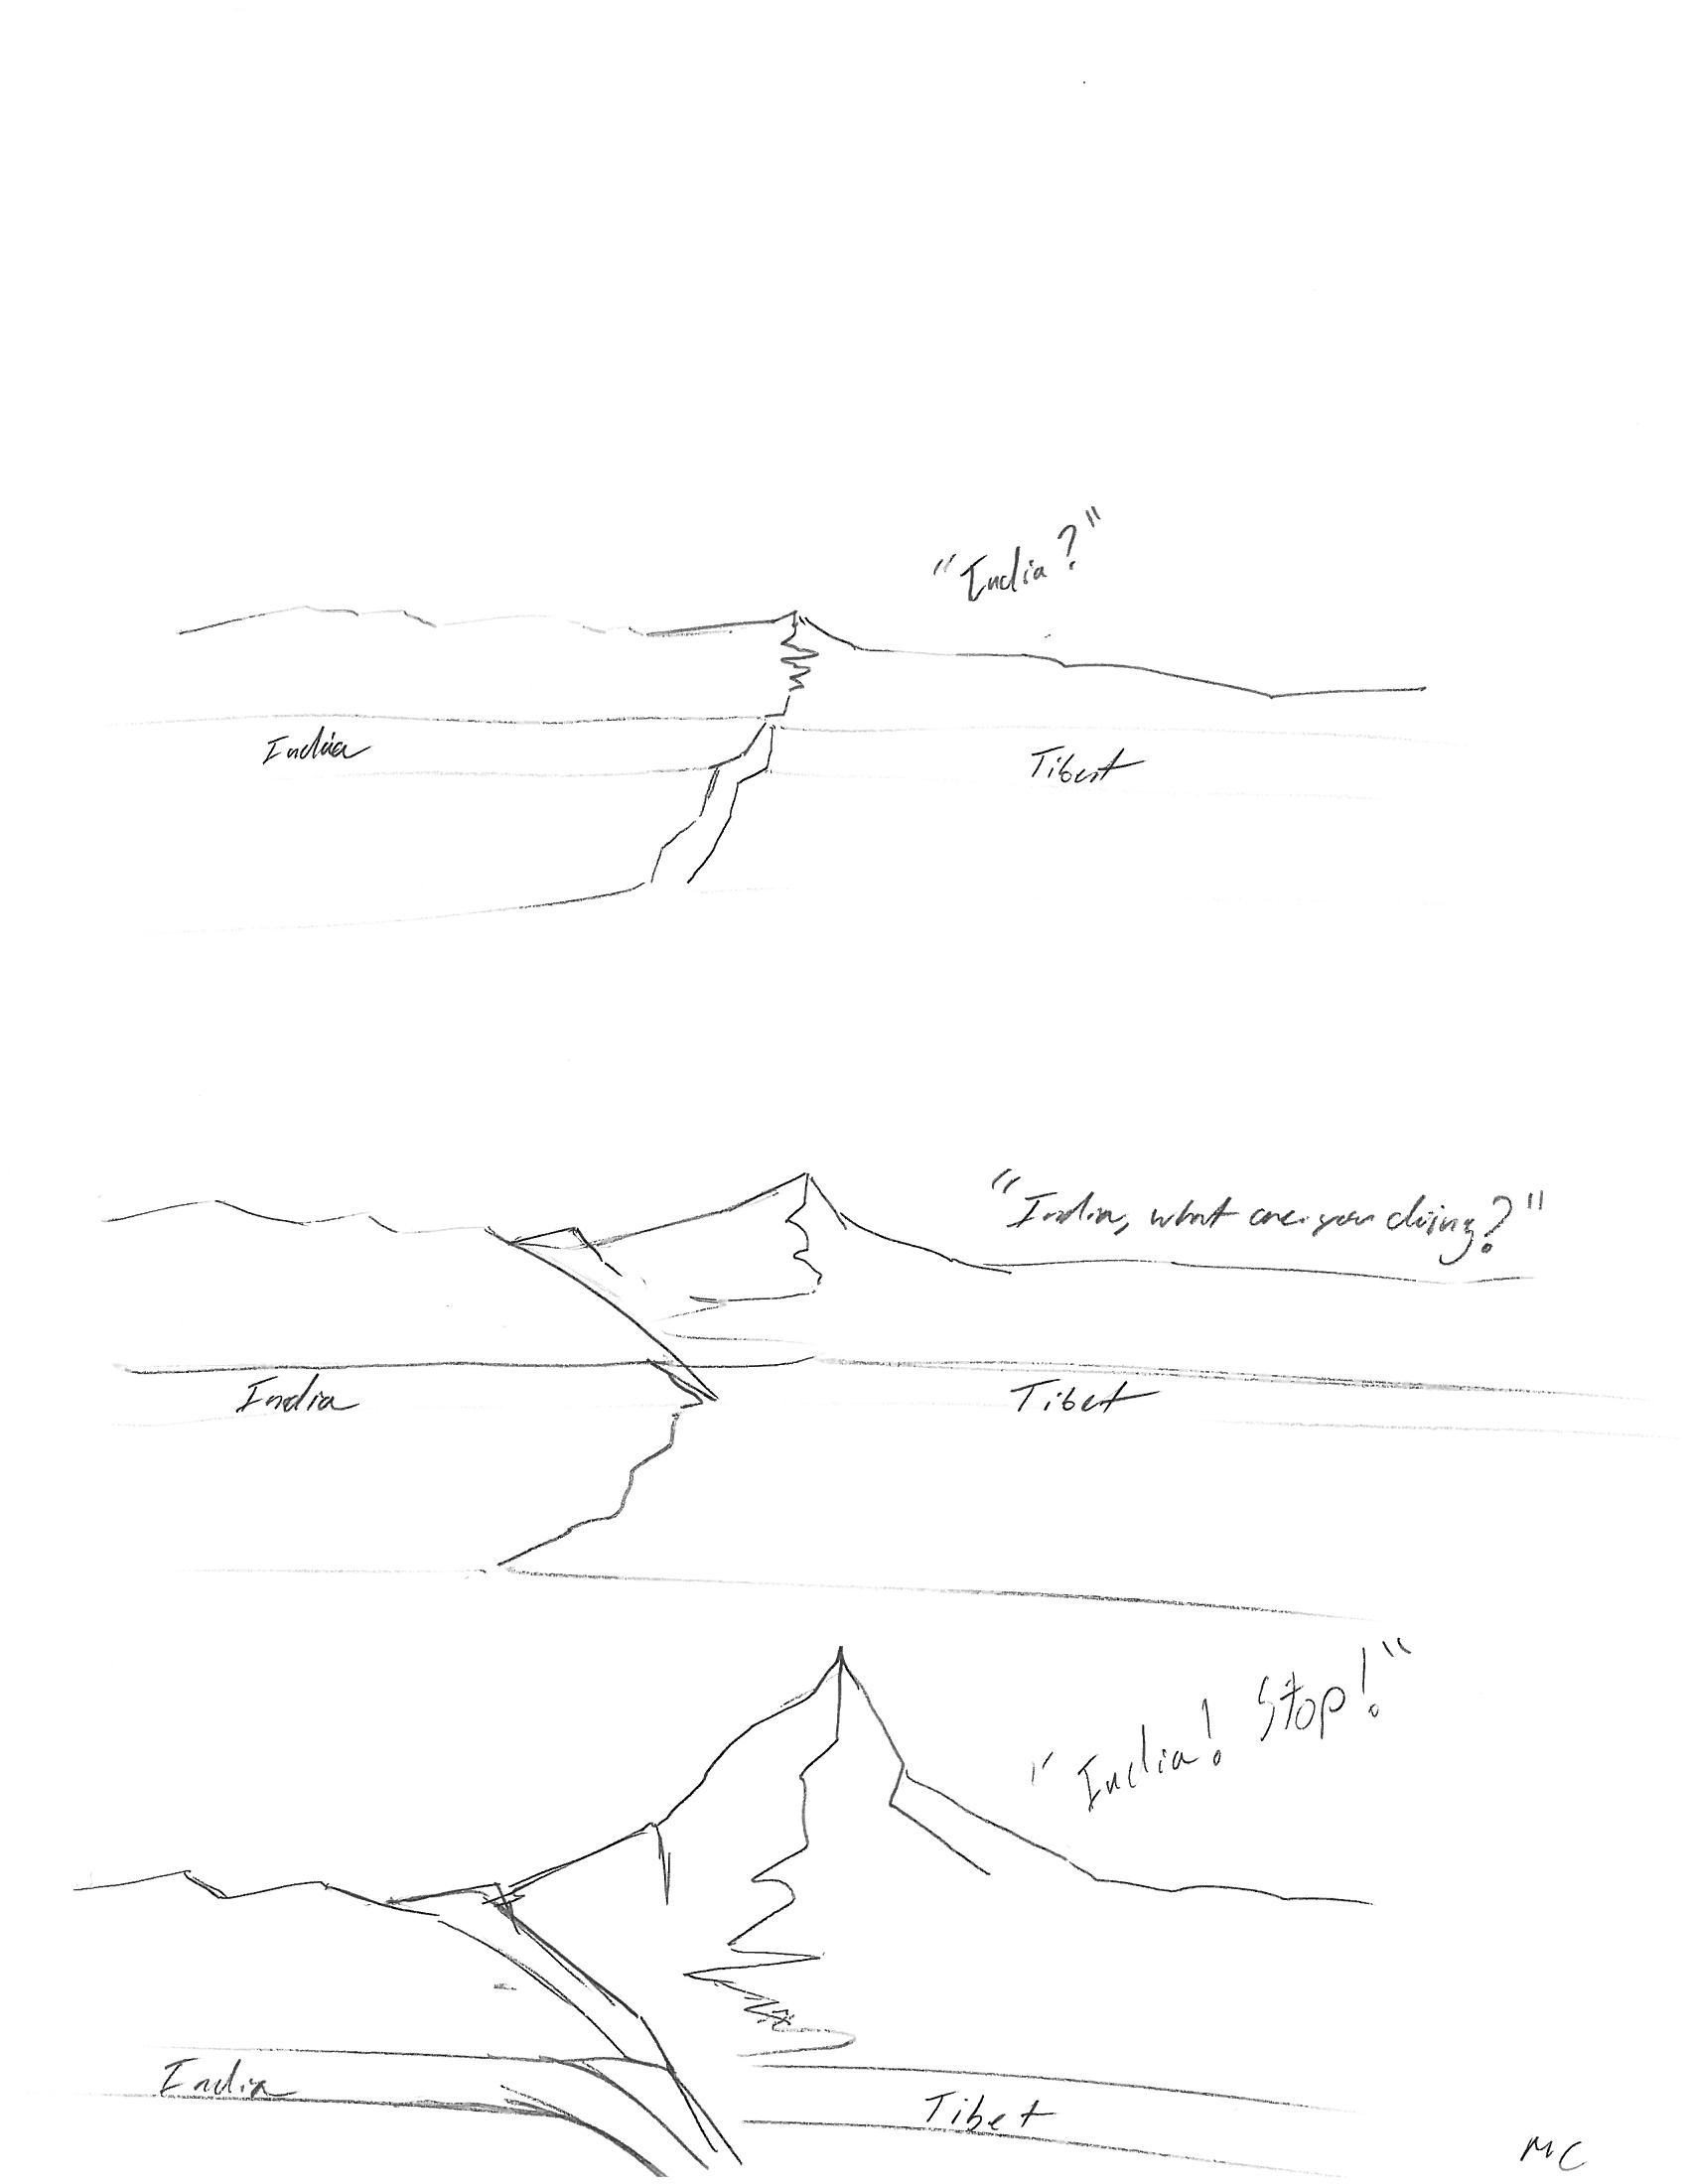 "India?"
India
Tibet
"India, what are you doing?"
India
Tibet
"India! Stop!"
India
Tibet
MC